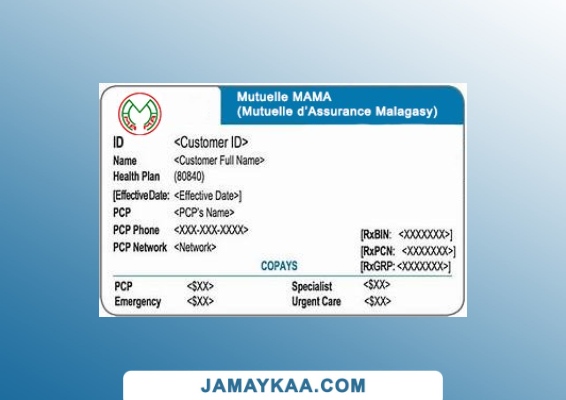 Mutuelle MAMA
(Mutuelle d'Assurance Malagasy)
ID <Customer ID>
Name <Customer Full Name>
Health Plan (80840)
[EffectiveDate: <Effective Date>]
PCP <PCP's Name>
PCP Phone <XXX-XXX-XXXX>
PCP Network <Network>
[RxBIN: <XXXXXXX>]
[RxPCN: <XXXXXXX>]
[RxGRP: <XXXXXXX>]
COPAYS
PCP <$XX> Specialist <$XX>
Emergency <$XX> Urgent Care <$XX>
JAMAYKAA.COM